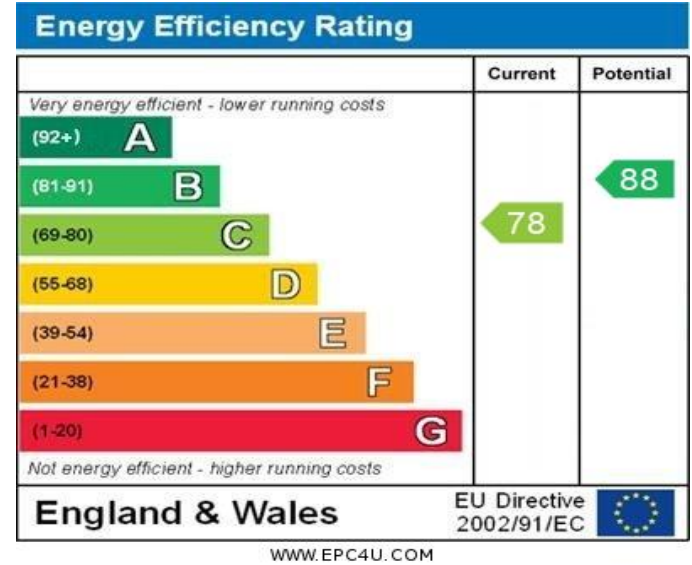 Energy Efficiency Rating
Current Potential
Very energy efficient - lower running costs
(92+) A
(81-91) B 88
(69-80) C 78
(55-68) D
(39-54) E
(21-38) F
(1-20) G
Not energy efficient - higher running costs
England & Wales
EU Directive
2002/91/EC
WWW.EPC4U.COM